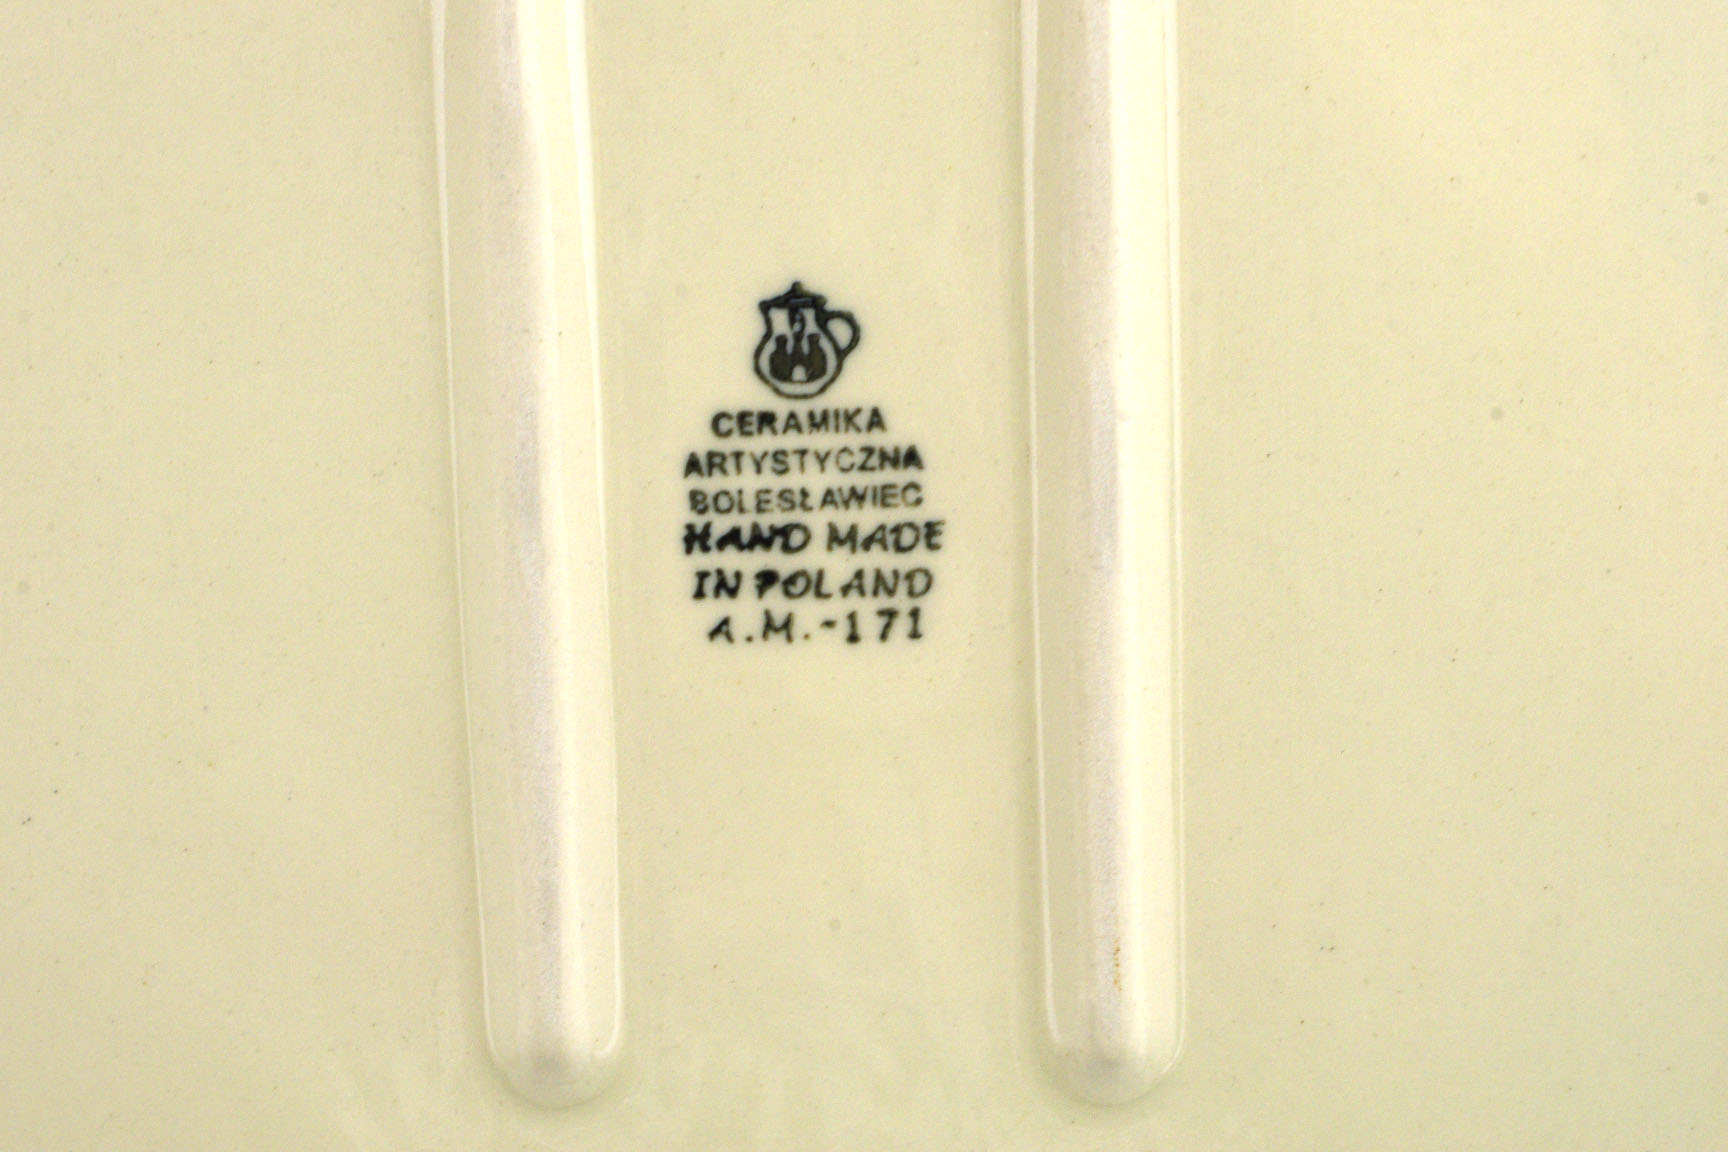 CERAMIKA
ARTYSTYCZNA
BOLESŁAWIEC
HAND MADE
IN POLAND
A.M.-171